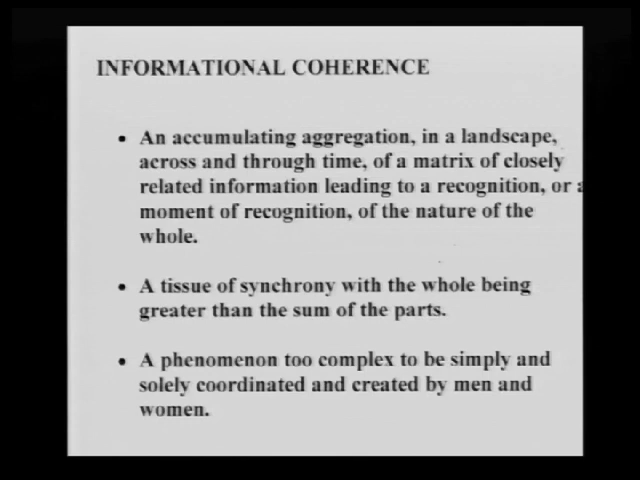 INFORMATIONAL COHERENCE
• An accumulating aggregation, in a landscape,
across and through time, of a matrix of closely
related information leading to a recognition, or a
moment of recognition, of the nature of the
whole.
• A tissue of synchrony with the whole being
greater than the sum of the parts.
• A phenomenon too complex to be simply and
solely coordinated and created by men and
women.